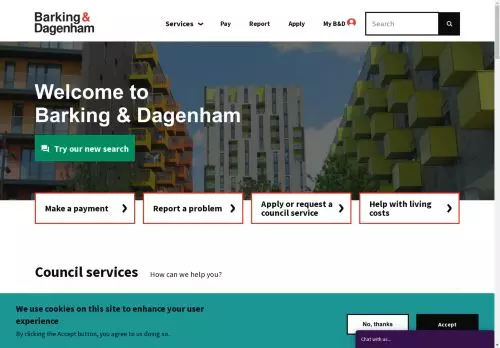 Barking &
Dagenham
Services
Pay
Report
Apply
My B&D
Search
Welcome to
Barking & Dagenham
Try our new search
Make a payment
Report a problem
Apply or request a
council service
Help with living
costs
Council services
How can we help you?
We use cookies on this site to enhance your user
experience
By clicking the Accept button, you agree to us doing so.
No, thanks
Accept
Chat with us...